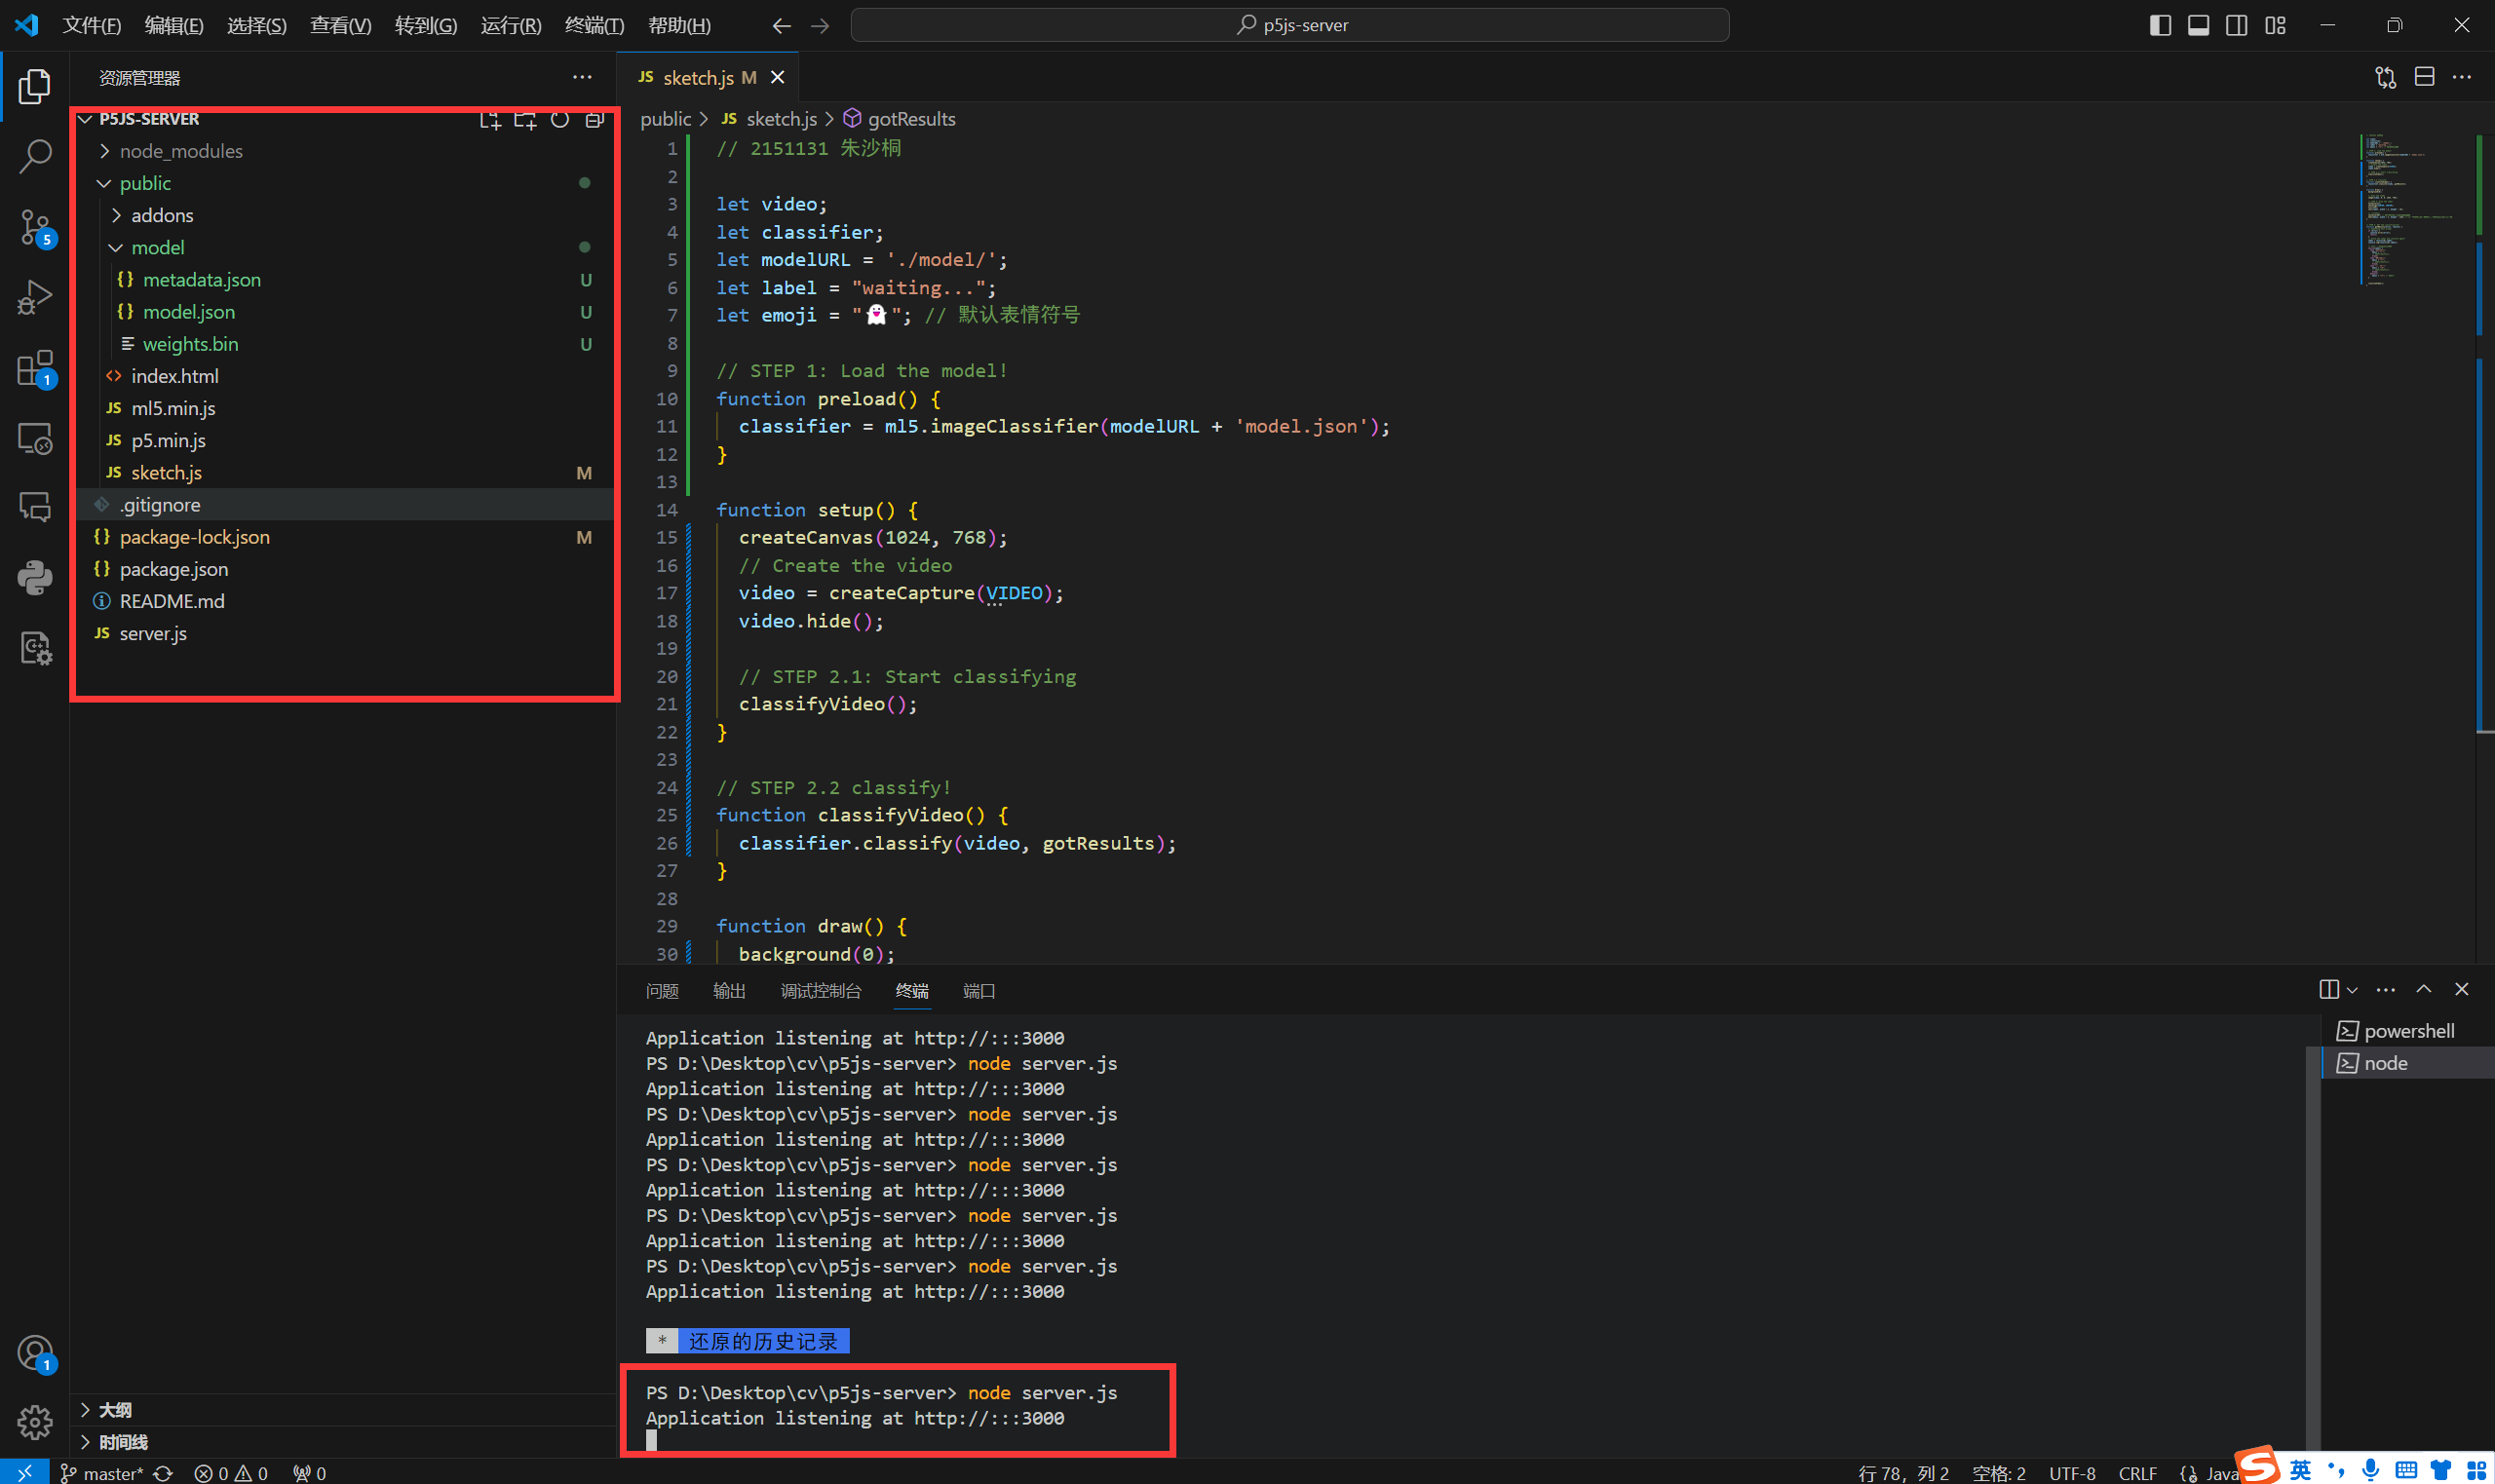 文件(F) 编辑(E) 选择(S) 查看(V) 转到(G) 运行(R) 终端(T) 帮助(H) p5js-server
资源管理器
P5JS-SERVER
node_modules
public
addons
model
metadata.json U
model.json U
weights.bin U
index.html
ml5.min.js
p5.min.js
sketch.js M
.gitignore
package-lock.json M
package.json
README.md
server.js
大纲
时间线
5
1
1
JS sketch.js M
public > JS sketch.js > gotResults
1 // 2151131 朱沙桐
2
3 let video;
4 let classifier;
5 let modelURL = './model/';
6 let label = "waiting...";
7 let emoji = "👻"; // 默认表情符号
8
9 // STEP 1: Load the model!
10 function preload() {
11 classifier = ml5.imageClassifier(modelURL + 'model.json');
12 }
13
14 function setup() {
15 createCanvas(1024, 768);
16 // Create the video
17 video = createCapture(VIDEO);
18 video.hide();
19
20 // STEP 2.1: Start classifying
21 classifyVideo();
22 }
23
24 // STEP 2.2 classify!
25 function classifyVideo() {
26 classifier.classify(video, gotResults);
27 }
28
29 function draw() {
30 background(0);
问题 输出 调试控制台 终端 端口
Application listening at http://:::3000
PS D:\Desktop\cv\p5js-server> node server.js
Application listening at http://:::3000
PS D:\Desktop\cv\p5js-server> node server.js
Application listening at http://:::3000
PS D:\Desktop\cv\p5js-server> node server.js
Application listening at http://:::3000
PS D:\Desktop\cv\p5js-server> node server.js
Application listening at http://:::3000
PS D:\Desktop\cv\p5js-server> node server.js
Application listening at http://:::3000
* 还原的历史记录
PS D:\Desktop\cv\p5js-server> node server.js
Application listening at http://:::3000
powershell
node
master* 0 0 0 行 78，列 2 空格: 2 UTF-8 CRLF {} Java 英